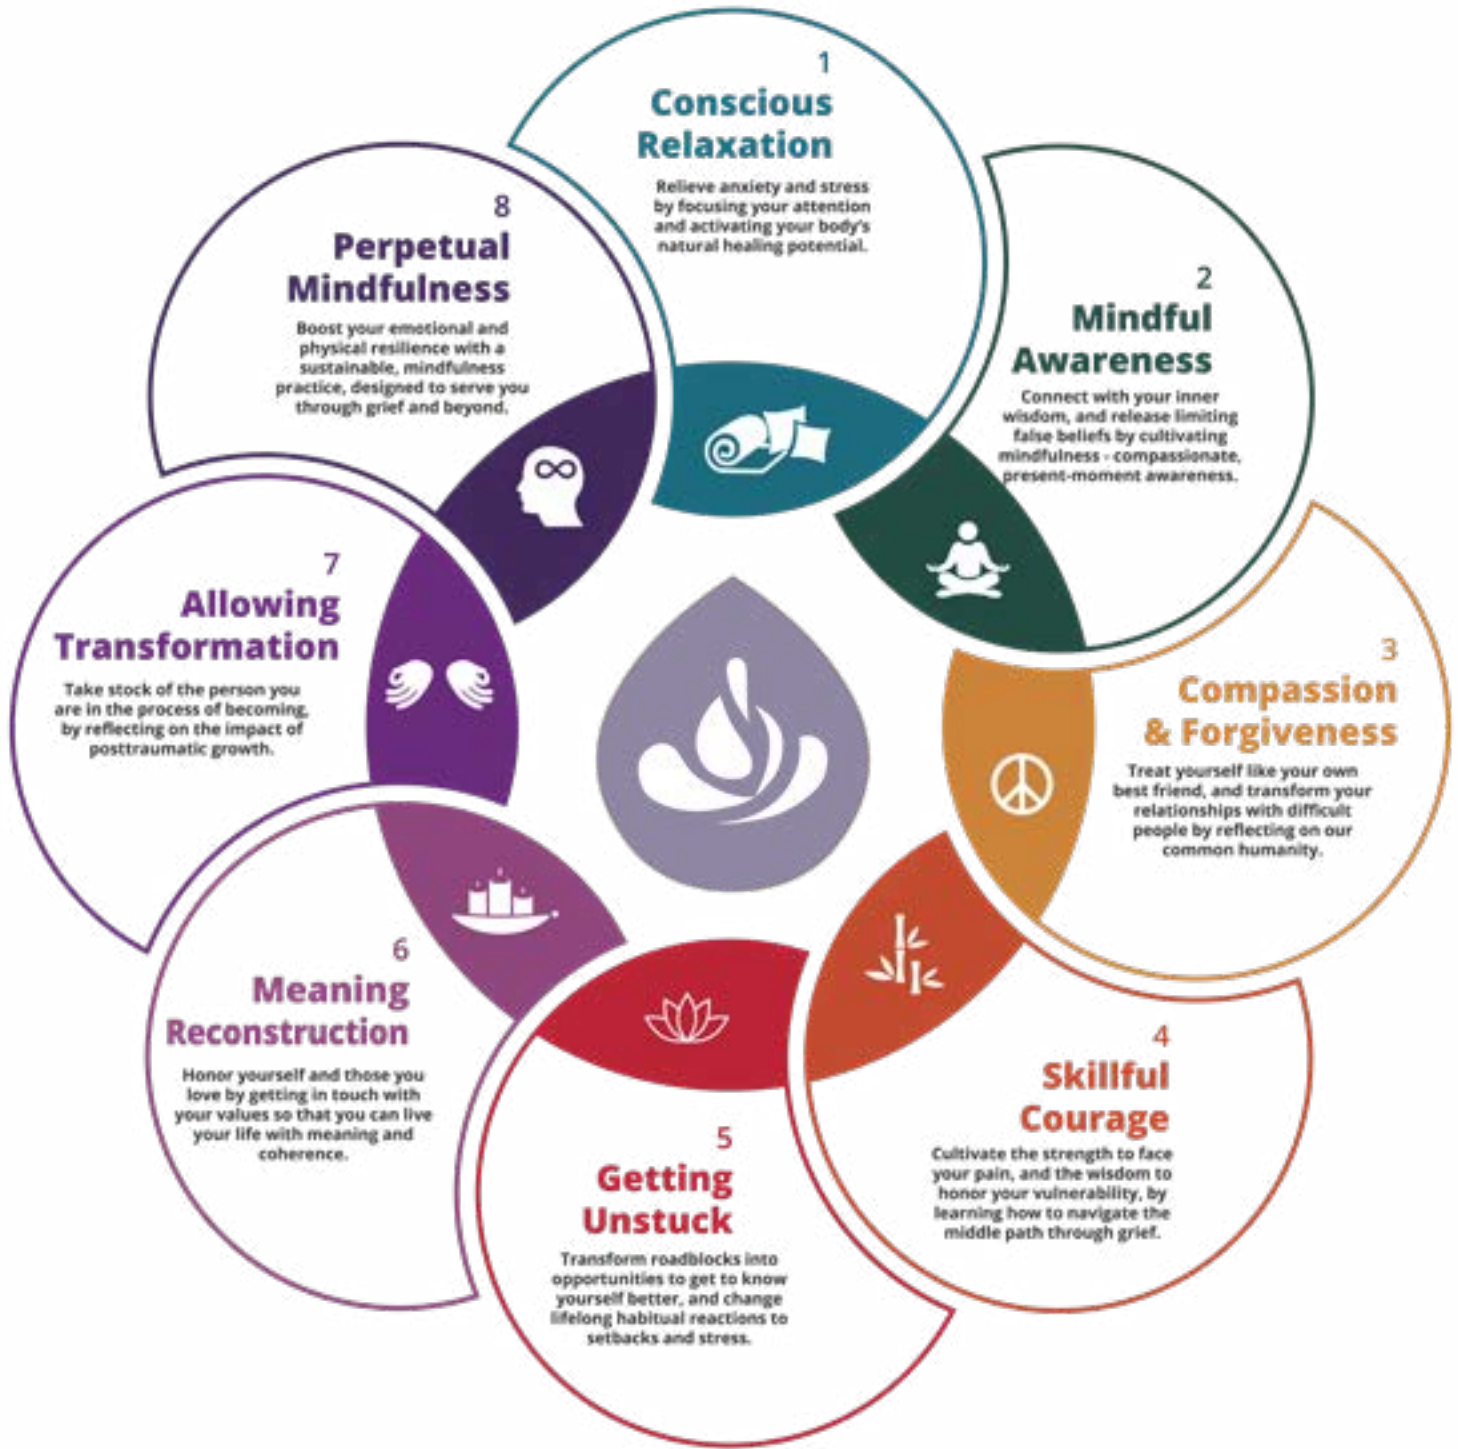 1
Conscious
Relaxation
Relieve anxiety and stress
by focusing your attention
and activating your body's
natural healing potential.
2
Mindful
Awareness
Connect with your inner
wisdom, and release limiting
false beliefs by cultivating
mindfulness - compassionate,
present-moment awareness.
3
Compassion
& Forgiveness
Treat yourself like your own
best friend, and transform your
relationships with difficult
people by reflecting on our
common humanity.
4
Skillful
Courage
Cultivate the strength to face
your pain, and the wisdom to
honor your vulnerability, by
learning how to navigate the
middle path through grief.
5
Getting
Unstuck
Transform roadblocks into
opportunities to get to know
yourself better, and change
lifelong habitual reactions to
setbacks and stress.
6
Meaning
Reconstruction
Honor yourself and those you
love by getting in touch with
your values so that you can live
your life with meaning and
coherence.
7
Allowing
Transformation
Take stock of the person you
are in the process of becoming,
by reflecting on the impact of
posttraumatic growth.
8
Perpetual
Mindfulness
Boost your emotional and
physical resilience with a
sustainable, mindfulness
practice, designed to serve you
through grief and beyond.